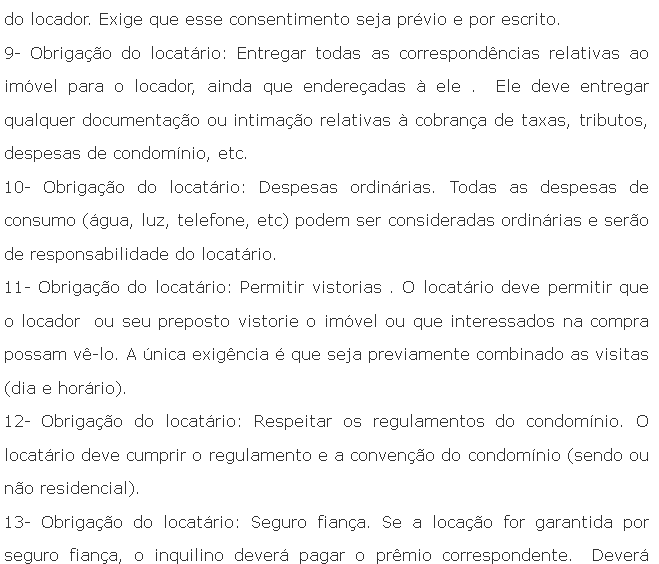 do locador. Exige que esse consentimento seja prévio e por escrito.
9- Obrigação do locatário: Entregar todas as correspondências relativas ao
imóvel para o locador, ainda que endereçadas à ele .  Ele deve entregar
qualquer documentação ou intimação relativas à cobrança de taxas, tributos,
despesas de condomínio, etc.
10- Obrigação do locatário: Despesas ordinárias. Todas as despesas de
consumo (água, luz, telefone, etc) podem ser consideradas ordinárias e serão
de responsabilidade do locatário.
11- Obrigação do locatário: Permitir vistorias . O locatário deve permitir que
o locador  ou seu preposto vistorie o imóvel ou que interessados na compra
possam vê-lo. A única exigência é que seja previamente combinado as visitas
(dia e horário).
12- Obrigação do locatário: Respeitar os regulamentos do condomínio. O
locatário deve cumprir o regulamento e a convenção do condomínio (sendo ou
não residencial).
13- Obrigação do locatário: Seguro fiança. Se a locação for garantida por
seguro fiança, o inquilino deverá pagar o prêmio correspondente.  Deverá